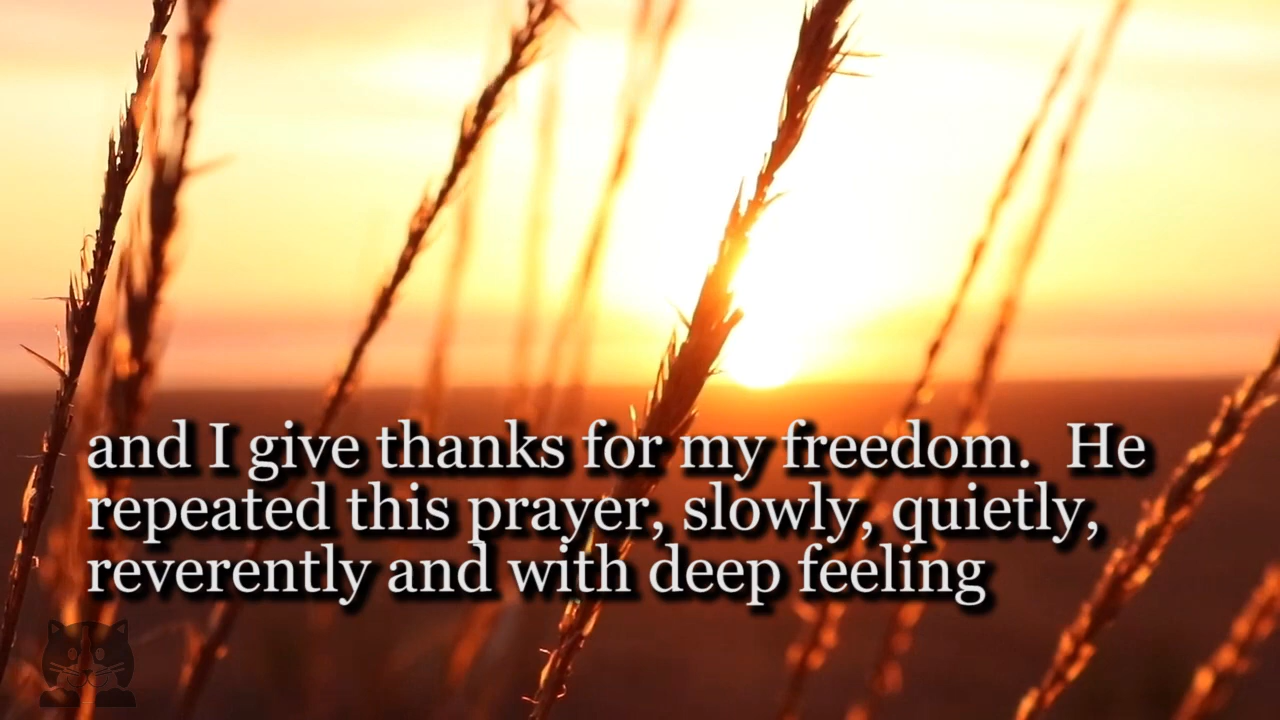 and I give thanks for my freedom.  He
repeated this prayer, slowly, quietly,
reverently and with deep feeling